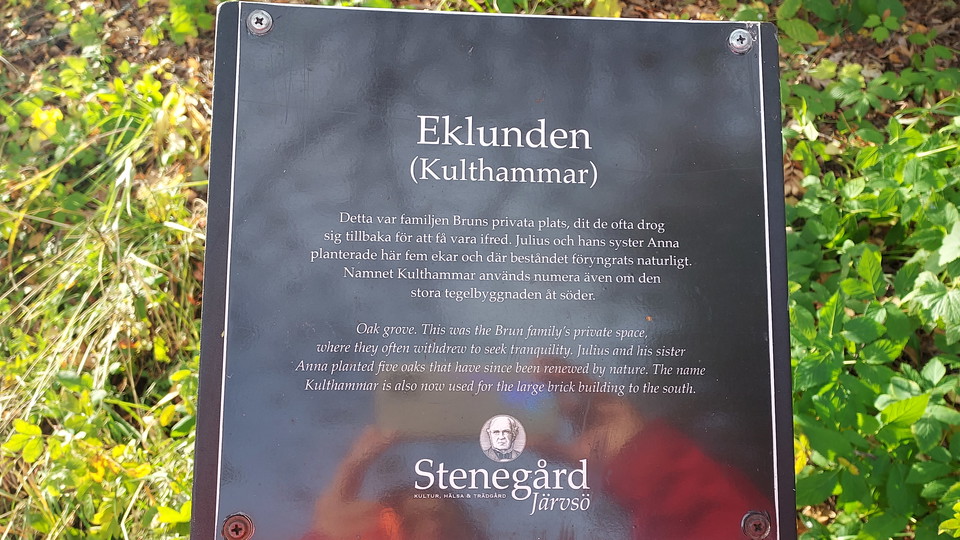 Eklunden
(Kulthammar)
Detta var familjen Bruns privata plats, dit de ofta drog
sig tillbaka för att få vara ifred. Julius och hans syster Anna
planterade här fem ekar och där beståndet föryngrats naturligt.
Namnet Kulthammar används numera även om den
stora tegelbyggnaden åt söder.
Oak grove. This was the Brun family's private space,
where they often withdrew to seek tranquility. Julius and his sister
Anna planted five oaks that have since been renewed by nature. The name
Kulthammar is also now used for the large brick building to the south.
Stenegård
KULTUR, HÄLSA & TRÄDGÅRD
Järvsö